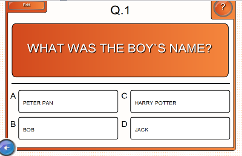 Q.1
?
WHAT WAS THE BOY'S NAME?
A PETER PAN
C HARRY POTTER
B BOB
D JACK